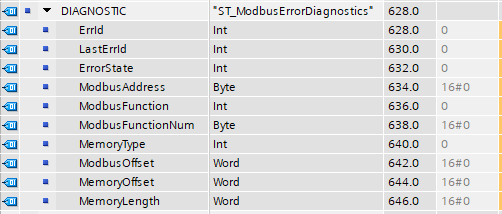 DIAGNOSTIC "ST_ModbusErrorDiagnostics" 628.0
ErrId Int 628.0 0
LastErrId Int 630.0 0
ErrorState Int 632.0 0
ModbusAddress Byte 634.0 16#0
ModbusFunction Int 636.0 0
ModbusFunctionNum Byte 638.0 16#0
MemoryType Int 640.0 0
ModbusOffset Word 642.0 16#0
MemoryOffset Word 644.0 16#0
MemoryLength Word 646.0 16#0